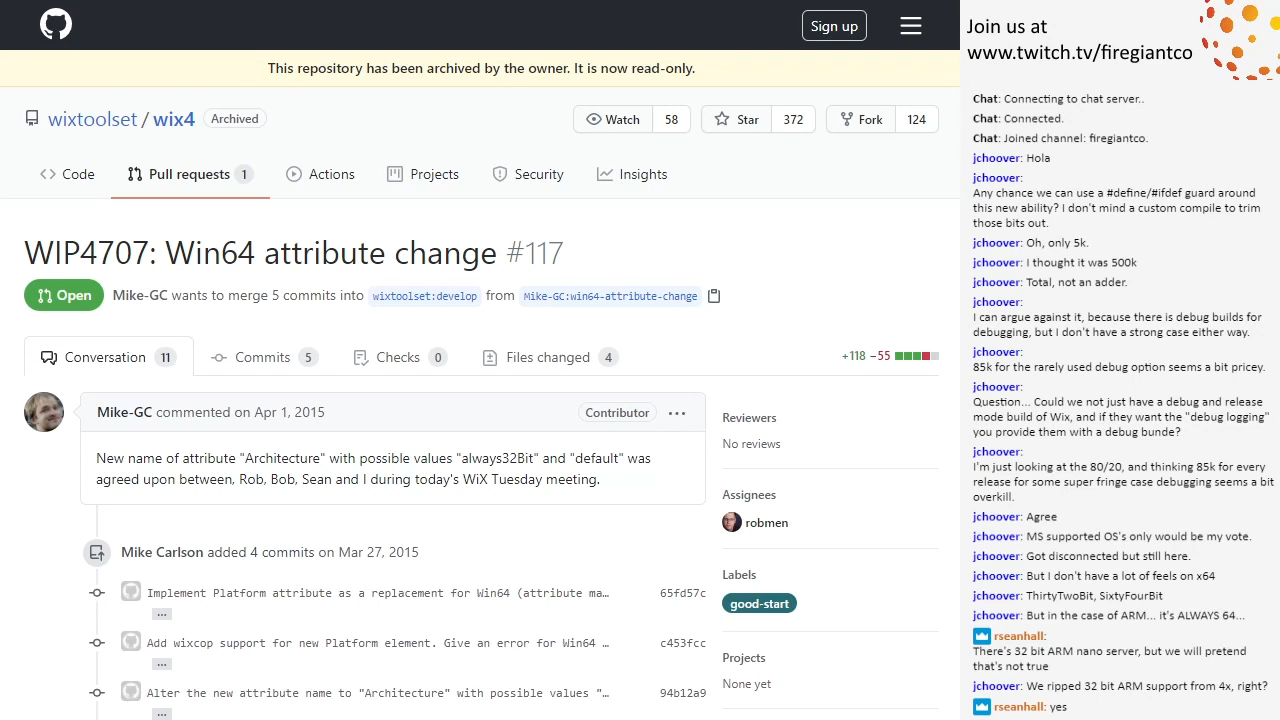 Sign up
This repository has been archived by the owner. It is now read-only.
wixtoolset / wix4 Archived
Watch 58
Star 372
Fork 124
Code
Pull requests 1
Actions
Projects
Security
Insights
WIP4707: Win64 attribute change #117
Open Mike-GC wants to merge 5 commits into wixtoolset:develop from Mike-GC:win64-attribute-change
Conversation 11
Commits 5
Checks 0
Files changed 4
+118 −55
Mike-GC commented on Apr 1, 2015
Contributor ...
New name of attribute "Architecture" with possible values "always32Bit" and "default" was
agreed upon between, Rob, Bob, Sean and I during today's WiX Tuesday meeting.
Mike Carlson added 4 commits on Mar 27, 2015
Implement Platform attribute as a replacement for Win64 (attribute ma… 65fd57c
...
Add wixcop support for new Platform element. Give an error for Win64 … c453fcc
...
Alter the new attribute name to "Architecture" with possible values "… 94b12a9
...
Reviewers
No reviews
Assignees
robmen
Labels
good-start
Projects
None yet
Join us at
www.twitch.tv/firegiantco
Chat: Connecting to chat server..
Chat: Connected.
Chat: Joined channel: firegiantco.
jchoover: Hola
jchoover:
Any chance we can use a #define/#ifdef guard around
this new ability? I don't mind a custom compile to trim
those bits out.
jchoover: Oh, only 5k.
jchoover: I thought it was 500k
jchoover: Total, not an adder.
jchoover:
I can argue against it, because there is debug builds for
debugging, but I don't have a strong case either way.
jchoover:
85k for the rarely used debug option seems a bit pricey.
jchoover:
Question... Could we not just have a debug and release
mode build of Wix, and if they want the "debug logging"
you provide them with a debug bunde?
jchoover:
I'm just looking at the 80/20, and thinking 85k for every
release for some super fringe case debugging seems a bit
overkill.
jchoover: Agree
jchoover: MS supported OS's only would be my vote.
jchoover: Got disconnected but still here.
jchoover: But I don't have a lot of feels on x64
jchoover: ThirtyTwoBit, SixtyFourBit
jchoover: But in the case of ARM... it's ALWAYS 64...
rseanhall:
There's 32 bit ARM nano server, but we will pretend
that's not true
jchoover: We ripped 32 bit ARM support from 4x, right?
rseanhall: yes